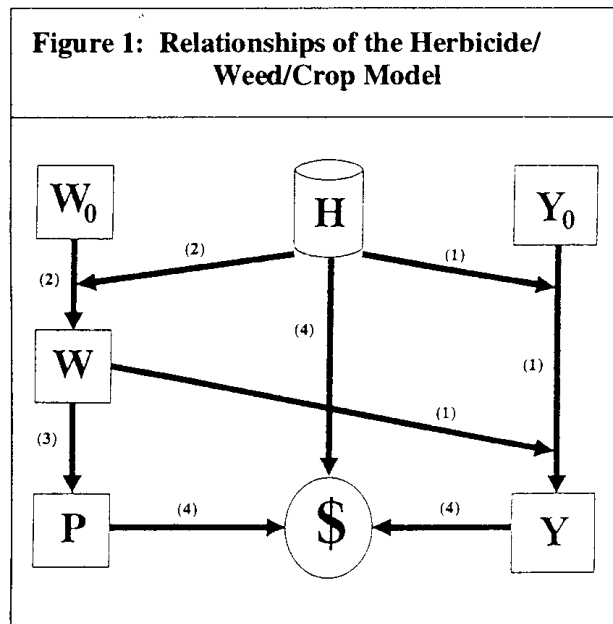 Figure 1: Relationships of the Herbicide/
Weed/Crop Model
W0 H Y0
(2) (1)
(2) (4) (1)
W
(1)
(3)
(4) (4)
P $ Y